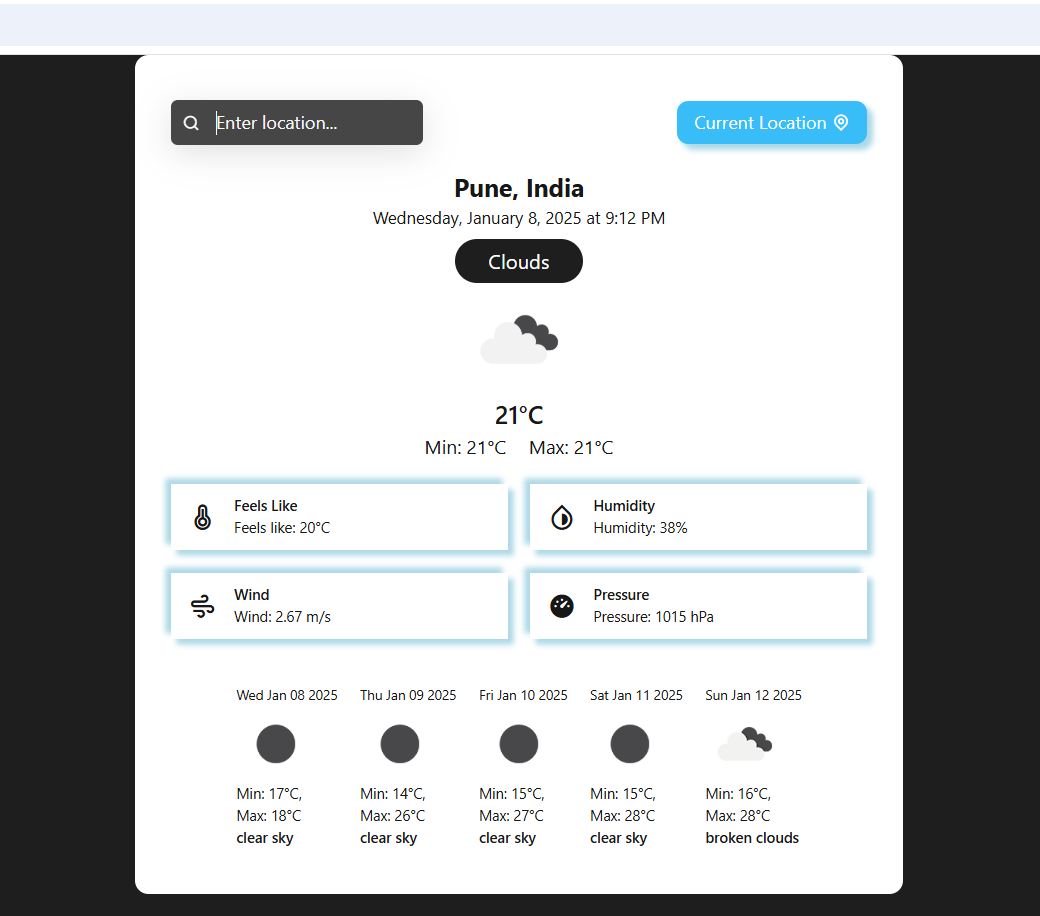 Enter location...
Current Location
Pune, India
Wednesday, January 8, 2025 at 9:12 PM
Clouds
21°C
Min: 21°C Max: 21°C
Feels Like
Feels like: 20°C
Humidity
Humidity: 38%
Wind
Wind: 2.67 m/s
Pressure
Pressure: 1015 hPa
Wed Jan 08 2025
Min: 17°C,
Max: 18°C
clear sky
Thu Jan 09 2025
Min: 14°C,
Max: 26°C
clear sky
Fri Jan 10 2025
Min: 15°C,
Max: 27°C
clear sky
Sat Jan 11 2025
Min: 15°C,
Max: 28°C
clear sky
Sun Jan 12 2025
Min: 16°C,
Max: 28°C
broken clouds